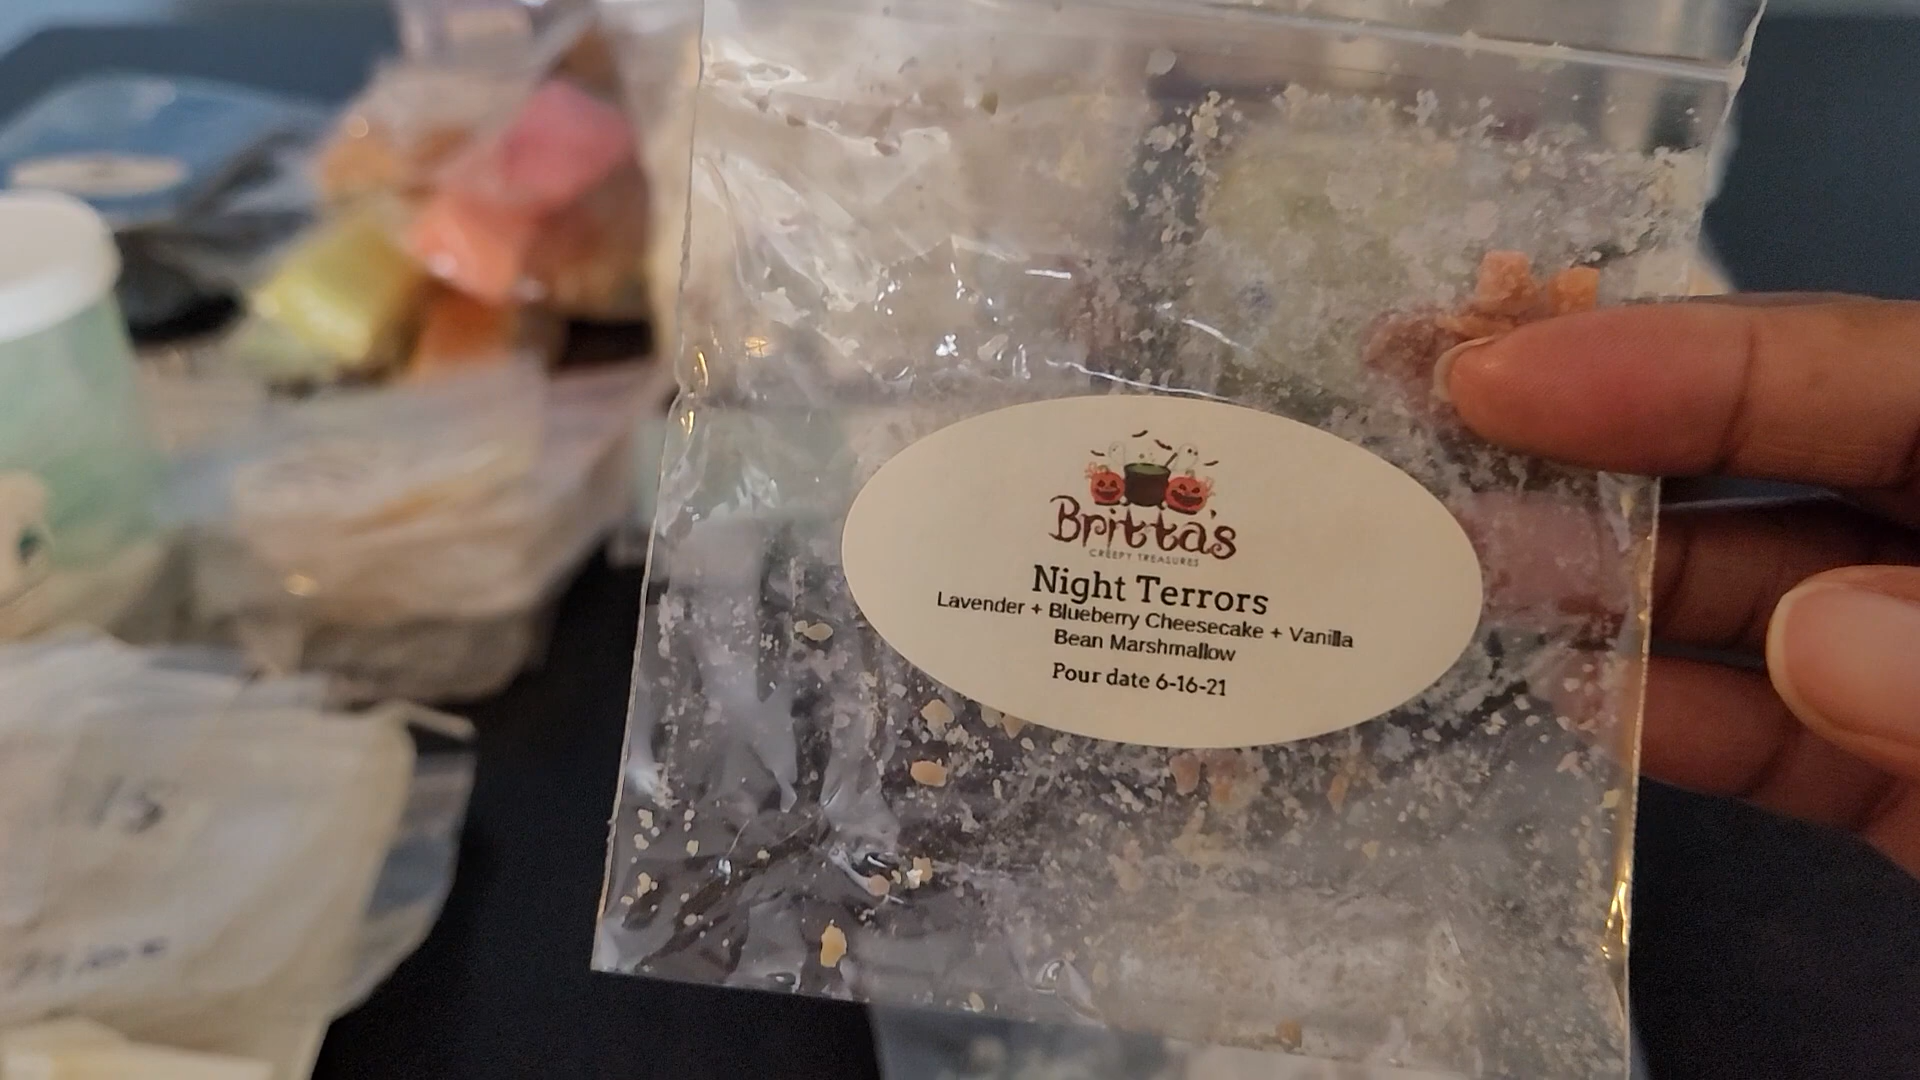 Britta's
CREEPY TREASURES
Night Terrors
Lavender + Blueberry Cheesecake + Vanilla
Bean Marshmallow
Pour date 6-16-21